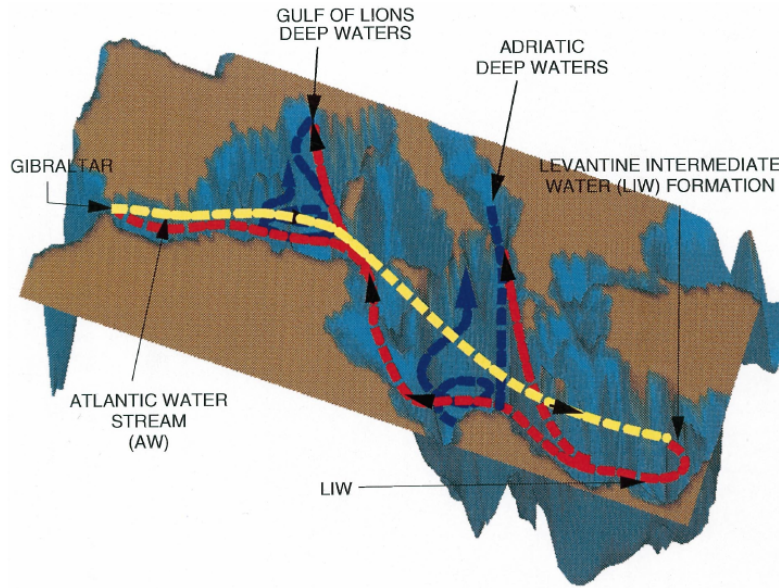 GULF OF LIONS
DEEP WATERS
ADRIATIC
DEEP WATERS
GIBRALTAR
LEVANTINE INTERMEDIATE
WATER (LIW) FORMATION
ATLANTIC WATER
STREAM
(AW)
LIW